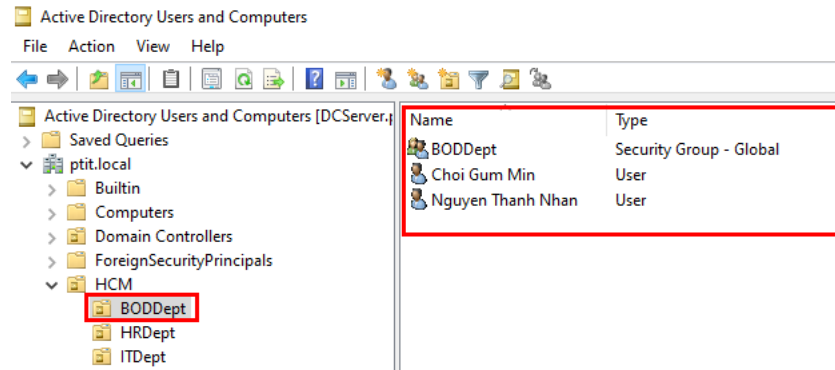 Active Directory Users and Computers
File Action View Help
Active Directory Users and Computers [DCServer.p
Saved Queries
ptit.local
Builtin
Computers
Domain Controllers
ForeignSecurityPrincipals
HCM
BODDept
HRDept
ITDept
Name Type
BODDept Security Group - Global
Choi Gum Min User
Nguyen Thanh Nhan User